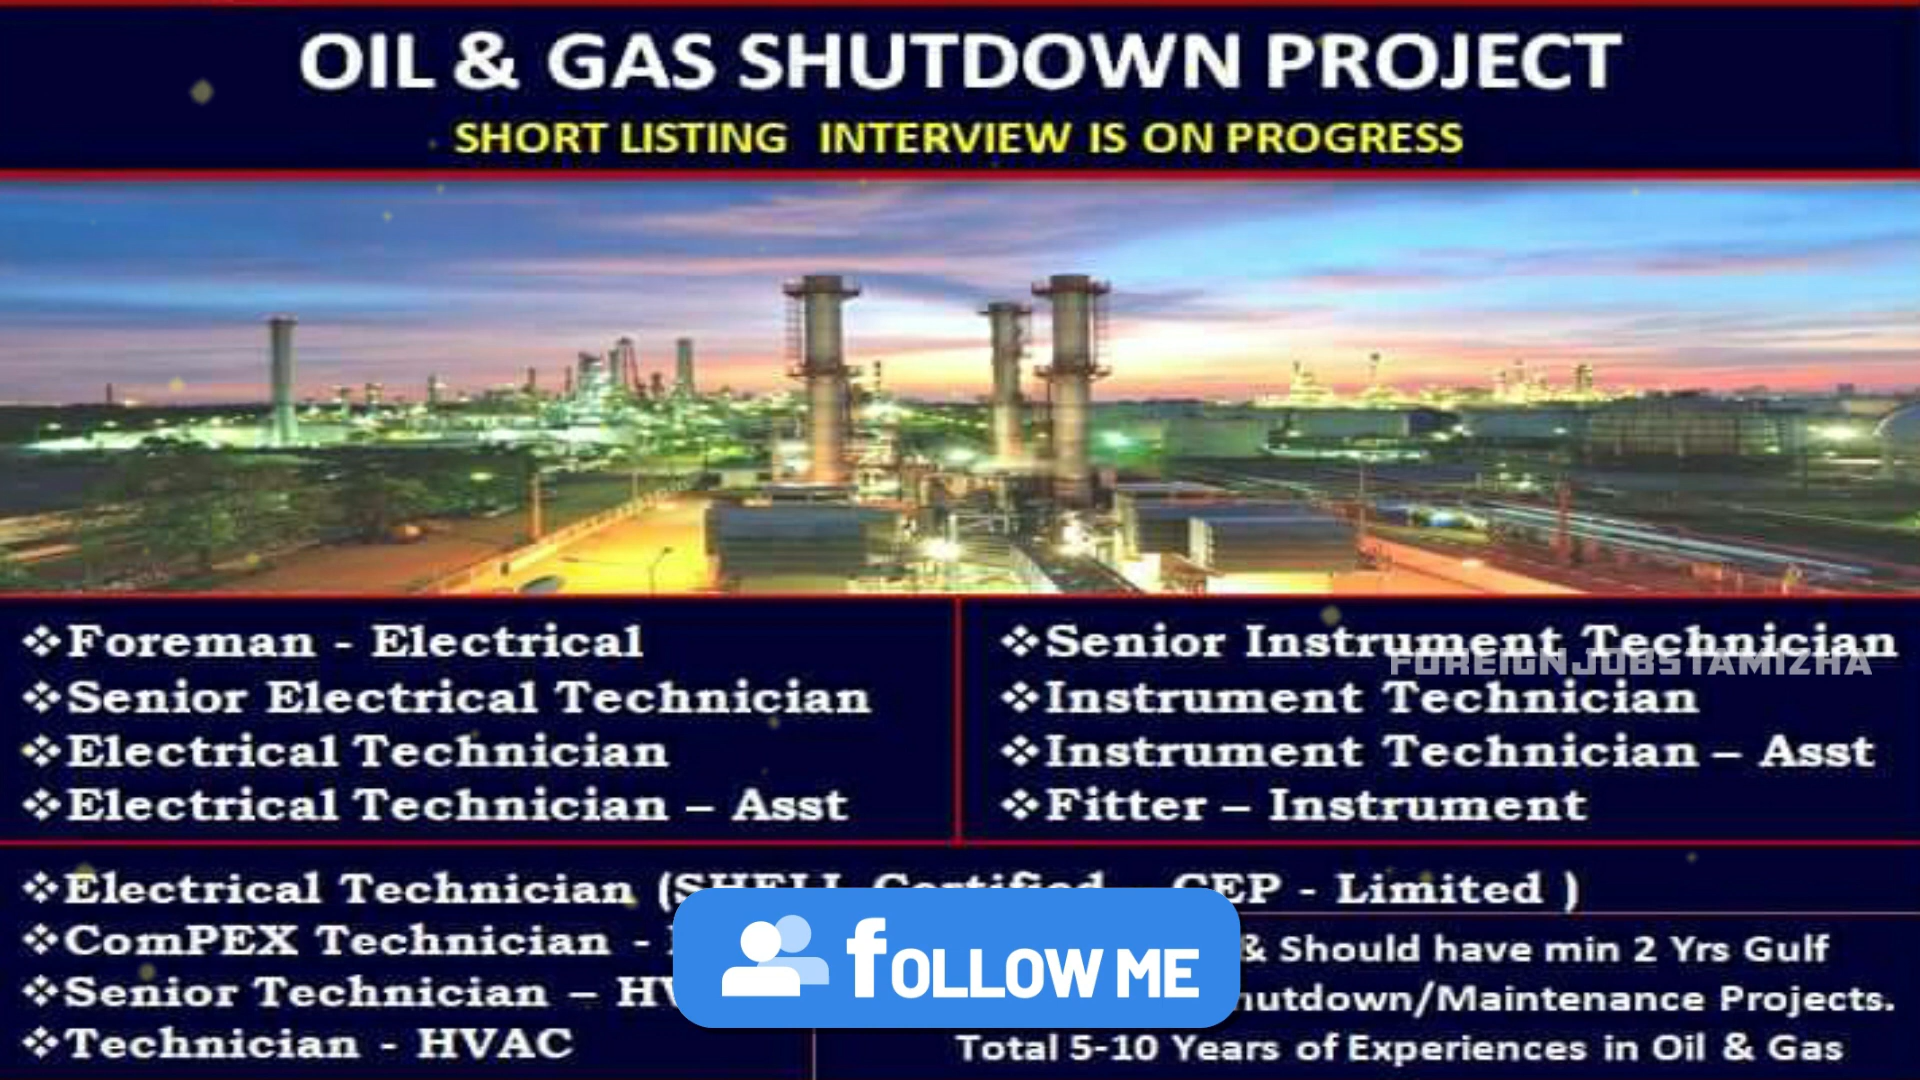 OIL & GAS SHUTDOWN PROJECT
SHORT LISTING INTERVIEW IS ON PROGRESS
❖Foreman - Electrical
❖Senior Electrical Technician
❖Electrical Technician
❖Electrical Technician – Asst
❖Senior Instrument Technician
FOREIGNJOBSTAMIZHA
❖Instrument Technician
❖Instrument Technician – Asst
❖Fitter – Instrument
❖Electrical Technician (SHELL Certified CEP - Limited )
❖ComPEX Technician -
❖Senior Technician –
❖Technician - HVAC
& Should have min 2 Yrs Gulf
/Maintenance Projects.
Total 5-10 Years of Experiences in Oil & Gas
fOLLOW ME